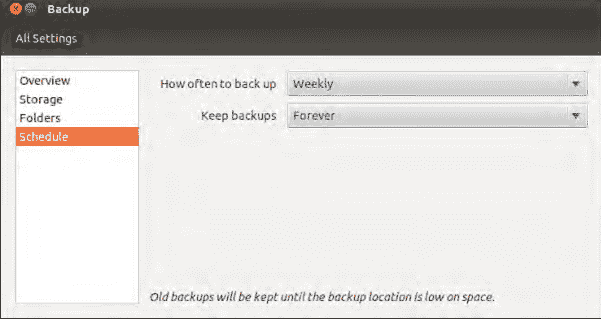 Backup
All Settings
Overview
Storage
Folders
Schedule
How often to back up Weekly
Keep backups Forever
Old backups will be kept until the backup location is low on space.